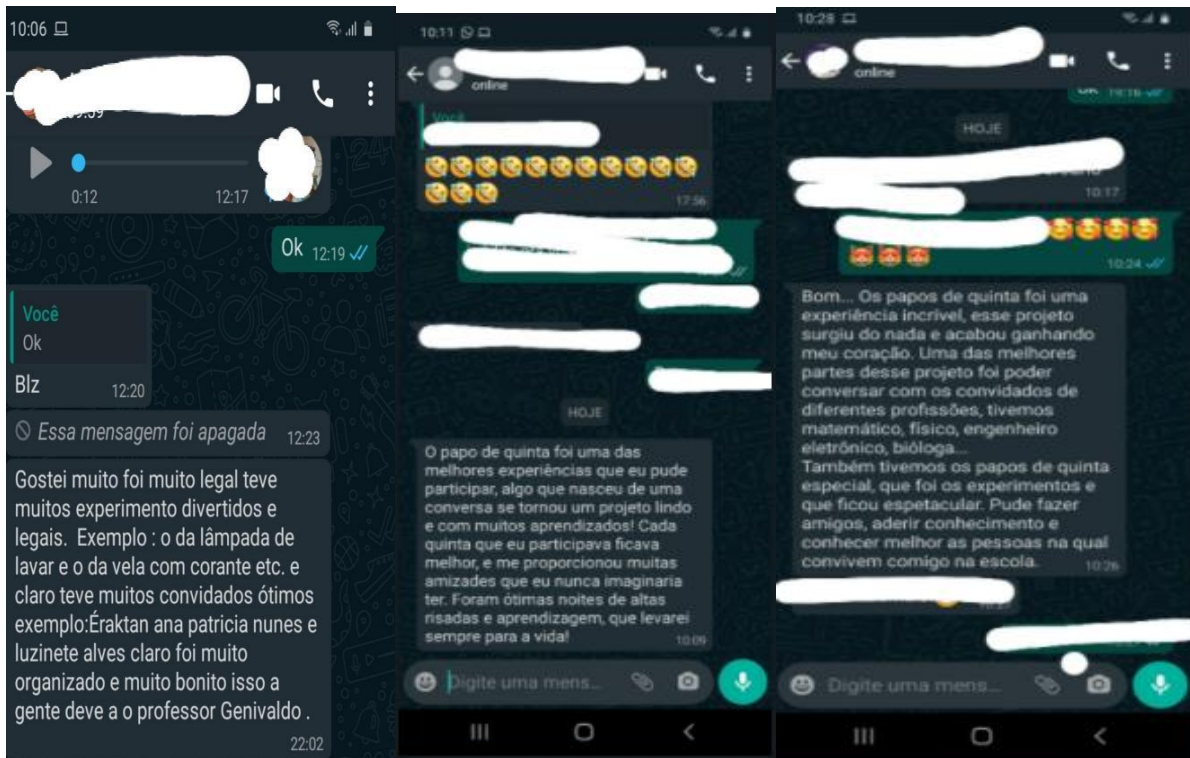 10:06
0:12 12:17
Ok 12:19
Você
Ok
Blz 12:20
Essa mensagem foi apagada 12:23
Gostei muito foi muito legal teve
muitos experimento divertidos e
legais. Exemplo : o da lâmpada de
lavar e o da vela com corante etc. e
claro teve muitos convidados ótimos
exemplo:Éraktan ana patricia nunes e
luzinete alves claro foi muito
organizado e muito bonito isso a
gente deve a o professor Genivaldo .
22:02
10:11
online
Você
17:56
HOJE
O papo de quinta foi uma das
melhores experiências que eu pude
participar, algo que nasceu de uma
conversa se tornou um projeto lindo
e com muitos aprendizados! Cada
quinta que eu participava ficava
melhor, e me proporcionou muitas
amizades que eu nunca imaginaria
ter. Foram ótimas noites de altas
risadas e aprendizagem, que levarei
sempre para a vida! 10:09
Digite uma mens...
10:28
online
HOJE
10:17
10:24
Bom... Os papos de quinta foi uma
experiência incrível, esse projeto
surgiu do nada e acabou ganhando
meu coração. Uma das melhores
partes desse projeto foi poder
conversar com os convidados de
diferentes profissões, tivemos
matemático, físico, engenheiro
eletrônico, bióloga...
Também tivemos os papos de quinta
especial, que foi os experimentos e
que ficou espetacular. Pude fazer
amigos, aderir conhecimento e
conhecer melhor as pessoas na qual
convivem comigo na escola. 10:26
Digite uma mens...